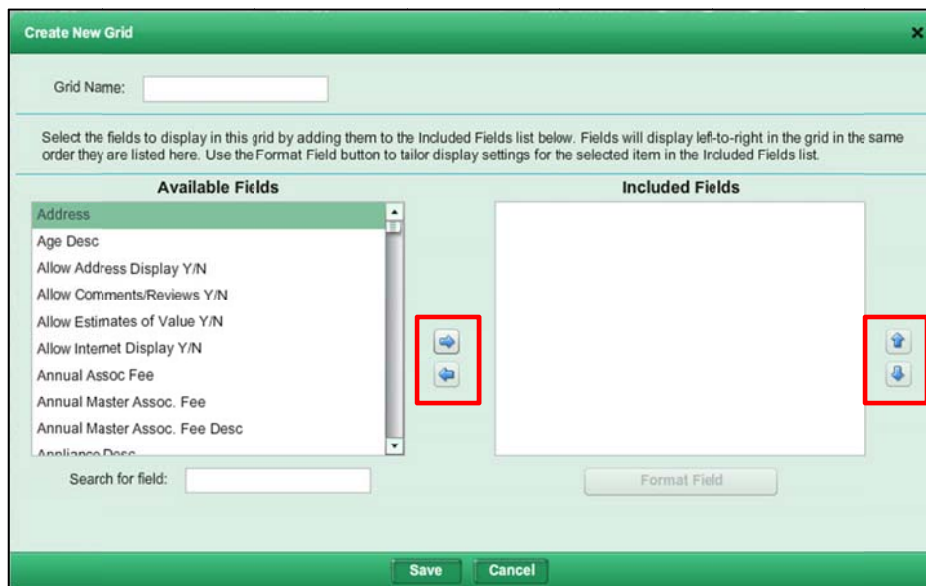 Create New Grid
Grid Name:
Select the fields to display in this grid by adding them to the Included Fields list below. Fields will display left-to-right in the grid in the same
order they are listed here. Use the Format Field button to tailor display settings for the selected item in the Included Fields list.
Available Fields
Included Fields
Address
Age Desc
Allow Address Display Y/N
Allow Comments/Reviews Y/N
Allow Estimates of Value Y/N
Allow Internet Display Y/N
Annual Assoc Fee
Annual Master Assoc. Fee
Annual Master Assoc. Fee Desc
Appliance Desc
Search for field:
Format Field
Save
Cancel